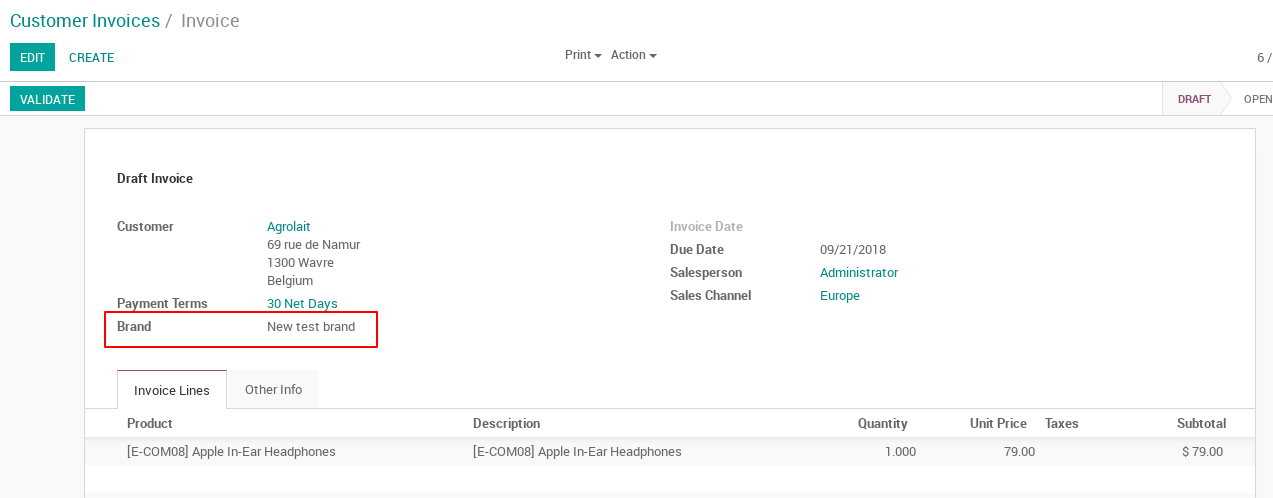 Customer Invoices / Invoice
EDIT CREATE Print Action 6 /
VALIDATE DRAFT OPEN
Draft Invoice
Customer Agrolait
69 rue de Namur
1300 Wavre
Belgium
Payment Terms 30 Net Days
Brand New test brand
Invoice Date
Due Date 09/21/2018
Salesperson Administrator
Sales Channel Europe
Invoice Lines Other Info
Product Description Quantity Unit Price Taxes Subtotal
[E-COM08] Apple In-Ear Headphones [E-COM08] Apple In-Ear Headphones 1.000 79.00 $ 79.00